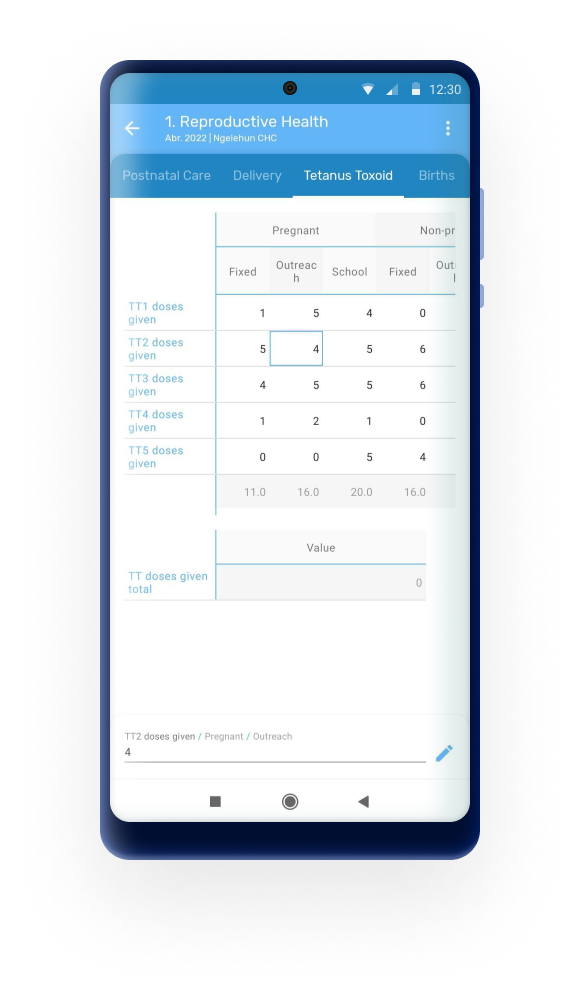 12:30
1. Reproductive Health
Abr. 2022 | Ngelehun CHC
Postnatal Care Delivery Tetanus Toxoid Births
Pregnant Non-pr
Fixed Outreac School Fixed Out
h h
TT1 doses
given 1 5 4 0
TT2 doses
given 5 4 5 6
TT3 doses
given 4 5 5 6
TT4 doses
given 1 2 1 0
TT5 doses
given 0 0 5 4
11.0 16.0 20.0 16.0
Value
TT doses given
total 0
TT2 doses given / Pregnant / Outreach
4